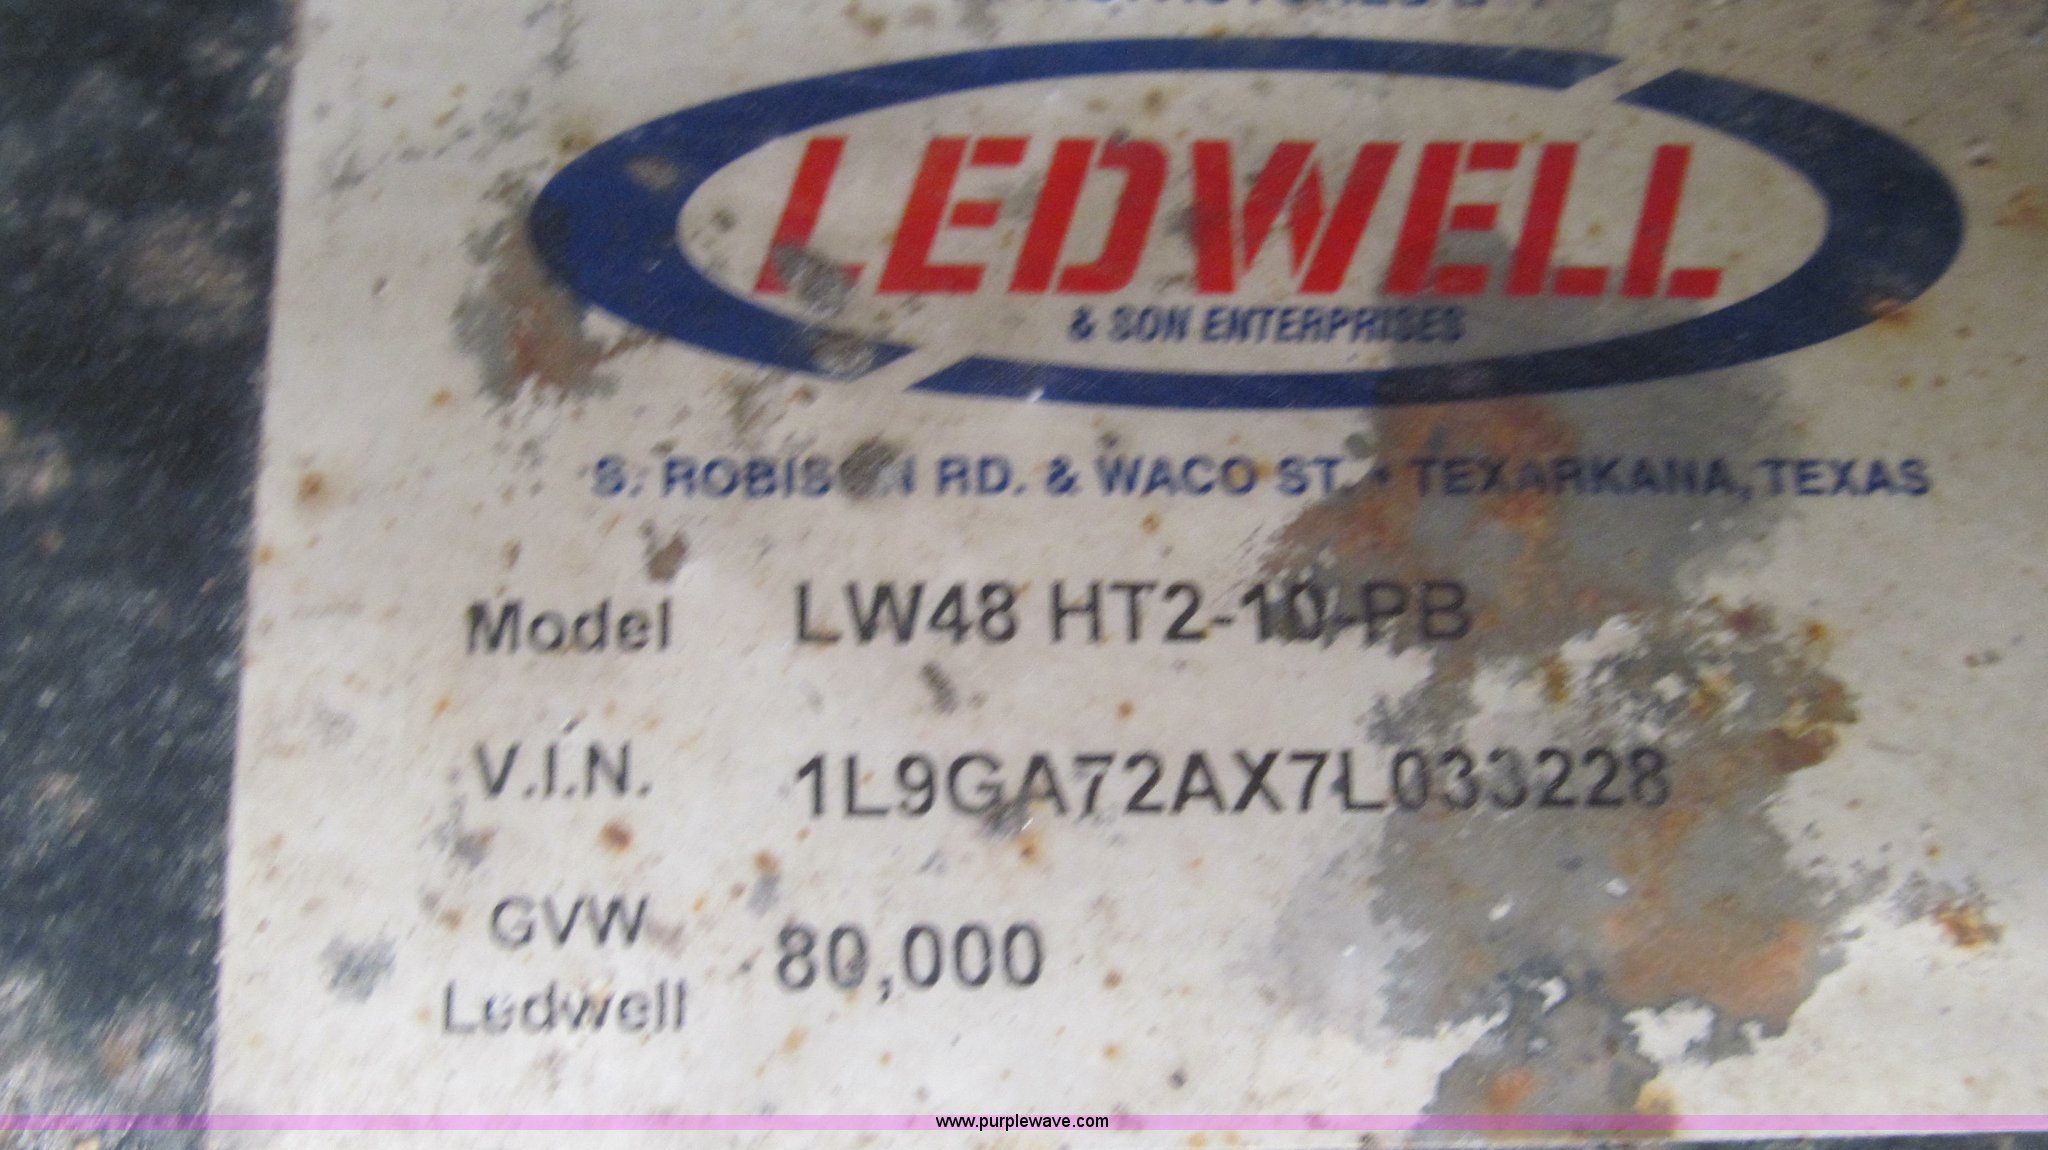 LEDWELL
& SON ENTERPRISES
S. ROBISON RD. & WACO ST. • TEXARKANA, TEXAS
Model LW48 HT2-10-PB
V.I.N. 1L9GA72AX7L033228
GVW
Ledwell 80,000
www.purplewave.com